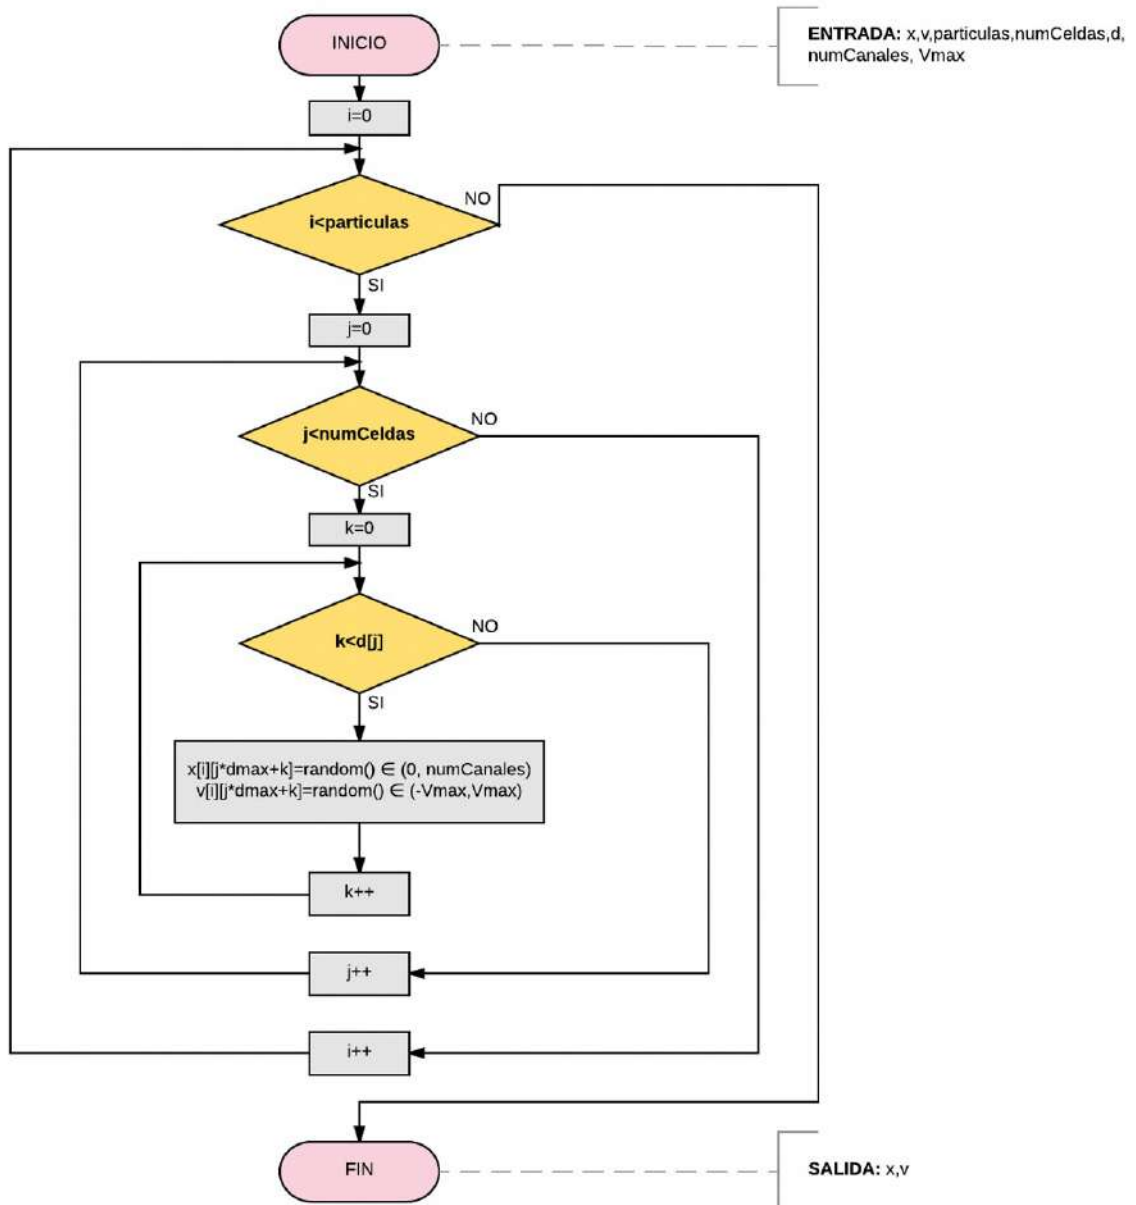 INICIO
ENTRADA: x,v,particulas,numCeldas,d,
numCanales, Vmax
i=0
i<particulas
NO
SI
j=0
j<numCeldas
NO
SI
k=0
k<d[j]
NO
SI
x[i][j*dmax+k]=random() ∈ (0, numCanales)
v[i][j*dmax+k]=random() ∈ (-Vmax,Vmax)
k++
j++
i++
FIN
SALIDA: x,v